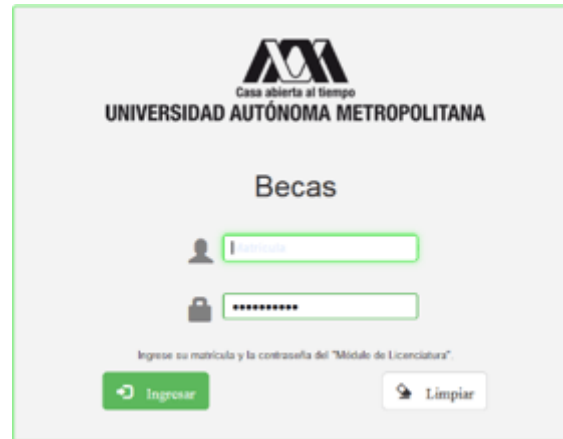 Casa abierta al tiempo
UNIVERSIDAD AUTÓNOMA METROPOLITANA
Becas
Matrícula
••••••••••
Ingrese su matrícula y la contraseña del "Módulo de Licenciatura".
Ingresar
Limpiar